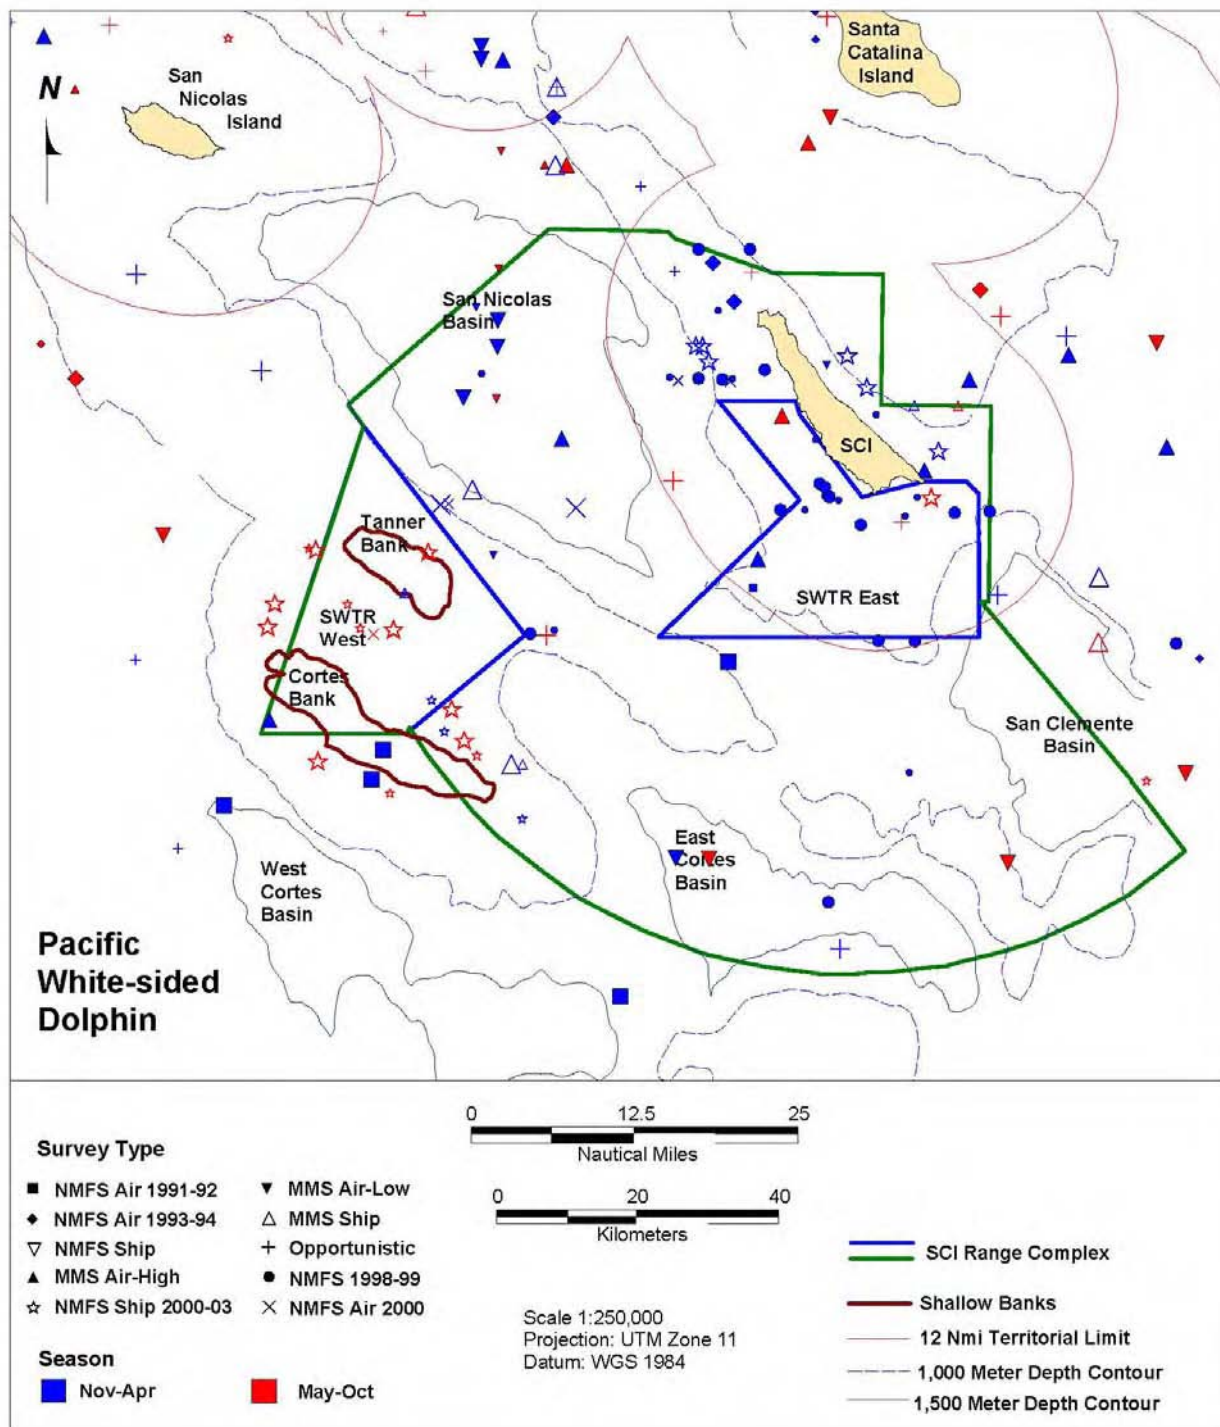 Santa
Catalina
Island
San
Nicolas
Island
N
San Nicolas
Basin
SCI
Tanner
Bank
SWTR
West
SWTR East
Cortes
Bank
San Clemente
Basin
East
Cortes
Basin
West
Cortes
Basin
Pacific
White-sided
Dolphin
0 12.5 25
Nautical Miles
0 20 40
Kilometers
Scale 1:250,000
Projection: UTM Zone 11
Datum: WGS 1984
Survey Type
NMFS Air 1991-92
NMFS Air 1993-94
NMFS Ship
MMS Air-High
NMFS Ship 2000-03
MMS Air-Low
MMS Ship
Opportunistic
NMFS 1998-99
NMFS Air 2000
Season
Nov-Apr
May-Oct
SCI Range Complex
Shallow Banks
12 Nmi Territorial Limit
1,000 Meter Depth Contour
1,500 Meter Depth Contour